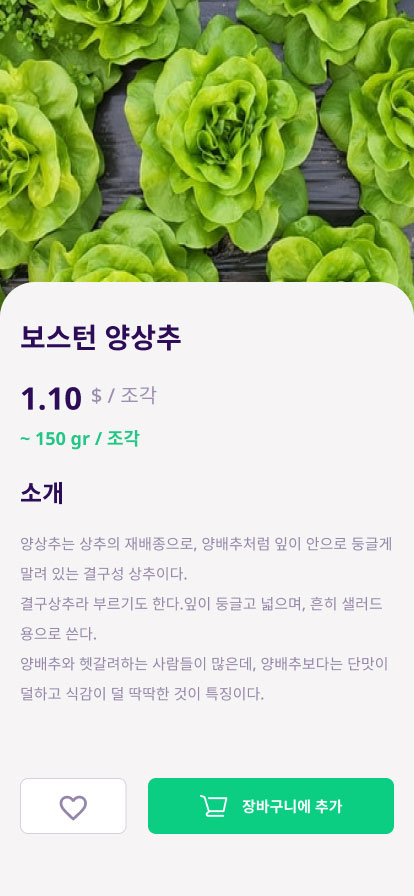 보스턴 양상추
1.10 $ / 조각
~ 150 gr / 조각
소개
양상추는 상추의 재배종으로, 양배추처럼 잎이 안으로 둥글게
말려 있는 결구성 상추이다.
결구상추라 부르기도 한다.잎이 둥글고 넓으며, 흔히 샐러드
용으로 쓴다.
양배추와 헷갈려하는 사람들이 많은데, 양배추보다는 단맛이
덜하고 식감이 덜 딱딱한 것이 특징이다.
장바구니에 추가